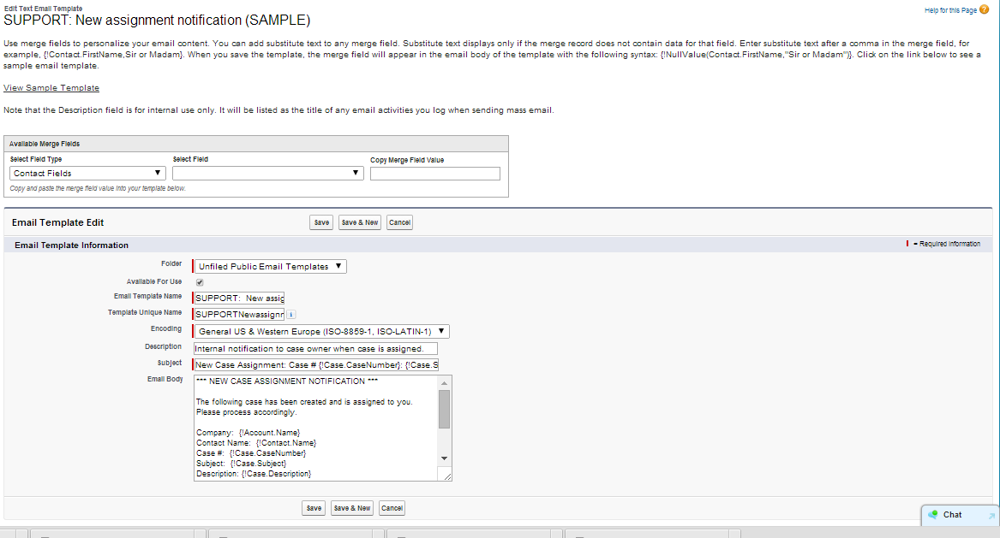 Edit Text Email Template
Help for this Page ?
SUPPORT: New assignment notification (SAMPLE)
Use merge fields to personalize your email content. You can add substitute text to any merge field. Substitute text displays only if the merge record does not contain data for that field. Enter substitute text after a comma in the merge field, for
example, {!Contact.FirstName,Sir or Madam}. When you save the template, the merge field will appear in the email body of the template with the following syntax: {!NullValue(Contact.FirstName,"Sir or Madam")}. Click on the link below to see a
sample email template.
View Sample Template
Note that the Description field is for internal use only. It will be listed as the title of any email activities you log when sending mass email.
Available Merge Fields
Select Field Type Select Field Copy Merge Field Value
Contact Fields
Copy and paste the merge field value into your template below.
Email Template Edit Save Save & New Cancel
Email Template Information = Required Information
Folder Unfiled Public Email Templates
Available For Use
Email Template Name SUPPORT: New assig
Template Unique Name SUPPORTNewassignr i
Encoding General US & Western Europe (ISO-8859-1, ISO-LATIN-1)
Description Internal notification to case owner when case is assigned.
Subject New Case Assignment: Case # {!Case.CaseNumber}: {!Case.S
Email Body *** NEW CASE ASSIGNMENT NOTIFICATION ***
The following case has been created and is assigned to you.
Please process accordingly.
Company: {!Account.Name}
Contact Name: {!Contact.Name}
Case #: {!Case.CaseNumber}
Subject: {!Case.Subject}
Description: {!Case.Description}
Save Save & New Cancel
Chat